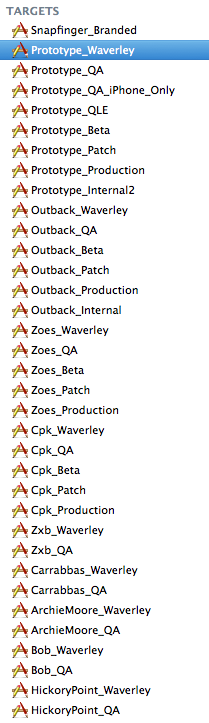 TARGETS
Snapfinger_Branded
Prototype_Waverley
Prototype_QA
Prototype_QA_iPhone_Only
Prototype_QLE
Prototype_Beta
Prototype_Patch
Prototype_Production
Prototype_Internal2
Outback_Waverley
Outback_QA
Outback_Beta
Outback_Patch
Outback_Production
Outback_Internal
Zoes_Waverley
Zoes_QA
Zoes_Beta
Zoes_Patch
Zoes_Production
Cpk_Waverley
Cpk_QA
Cpk_Beta
Cpk_Patch
Cpk_Production
Zxb_Waverley
Zxb_QA
Carrabbas_Waverley
Carrabbas_QA
ArchieMoore_Waverley
ArchieMoore_QA
Bob_Waverley
Bob_QA
HickoryPoint_Waverley
HickoryPoint_QA